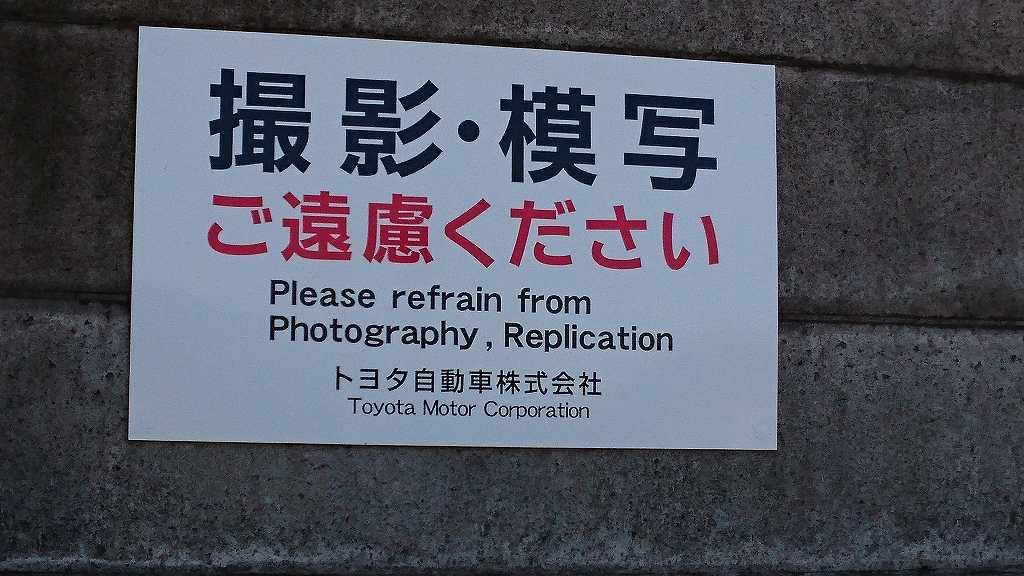 撮影・模写
ご遠慮ください
Please refrain from
Photography, Replication
トヨタ自動車株式会社
Toyota Motor Corporation